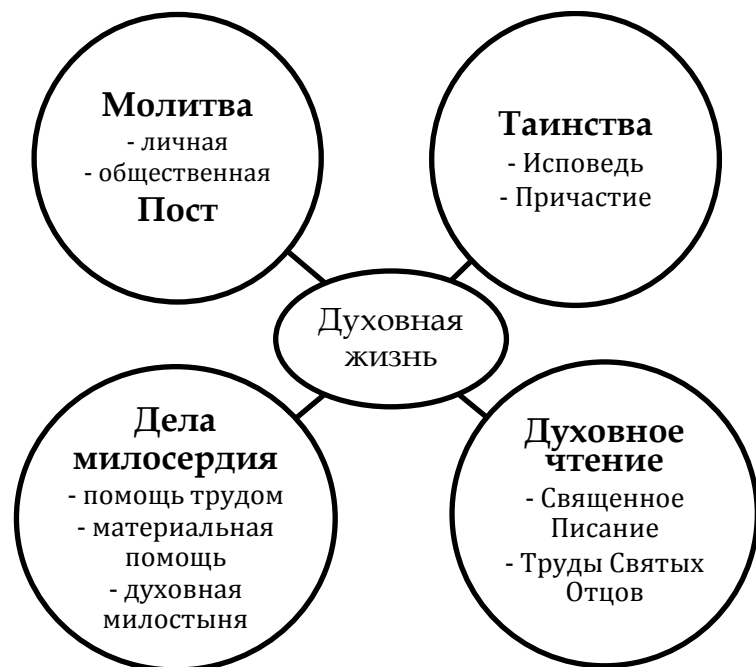 Молитва
- личная
- общественная
Пост
Таинства
- Исповедь
- Причастие
Духовная
жизнь
Дела
милосердия
- помощь трудом
- материальная
помощь
- духовная
милостыня
Духовное
чтение
- Священное
Писание
- Труды Святых
Отцов